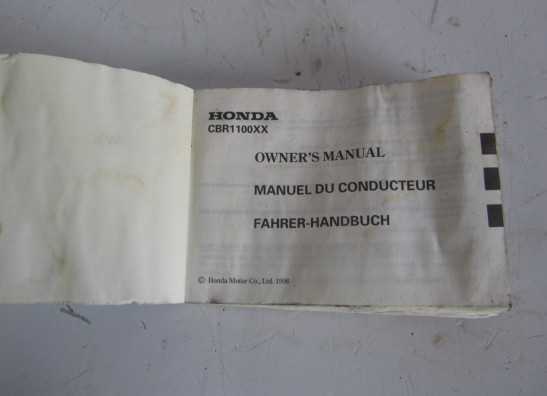 HONDA
CBR1100XX
OWNER'S MANUAL
MANUEL DU CONDUCTEUR
FAHRER-HANDBUCH
© Honda Motor Co., Ltd. 1998